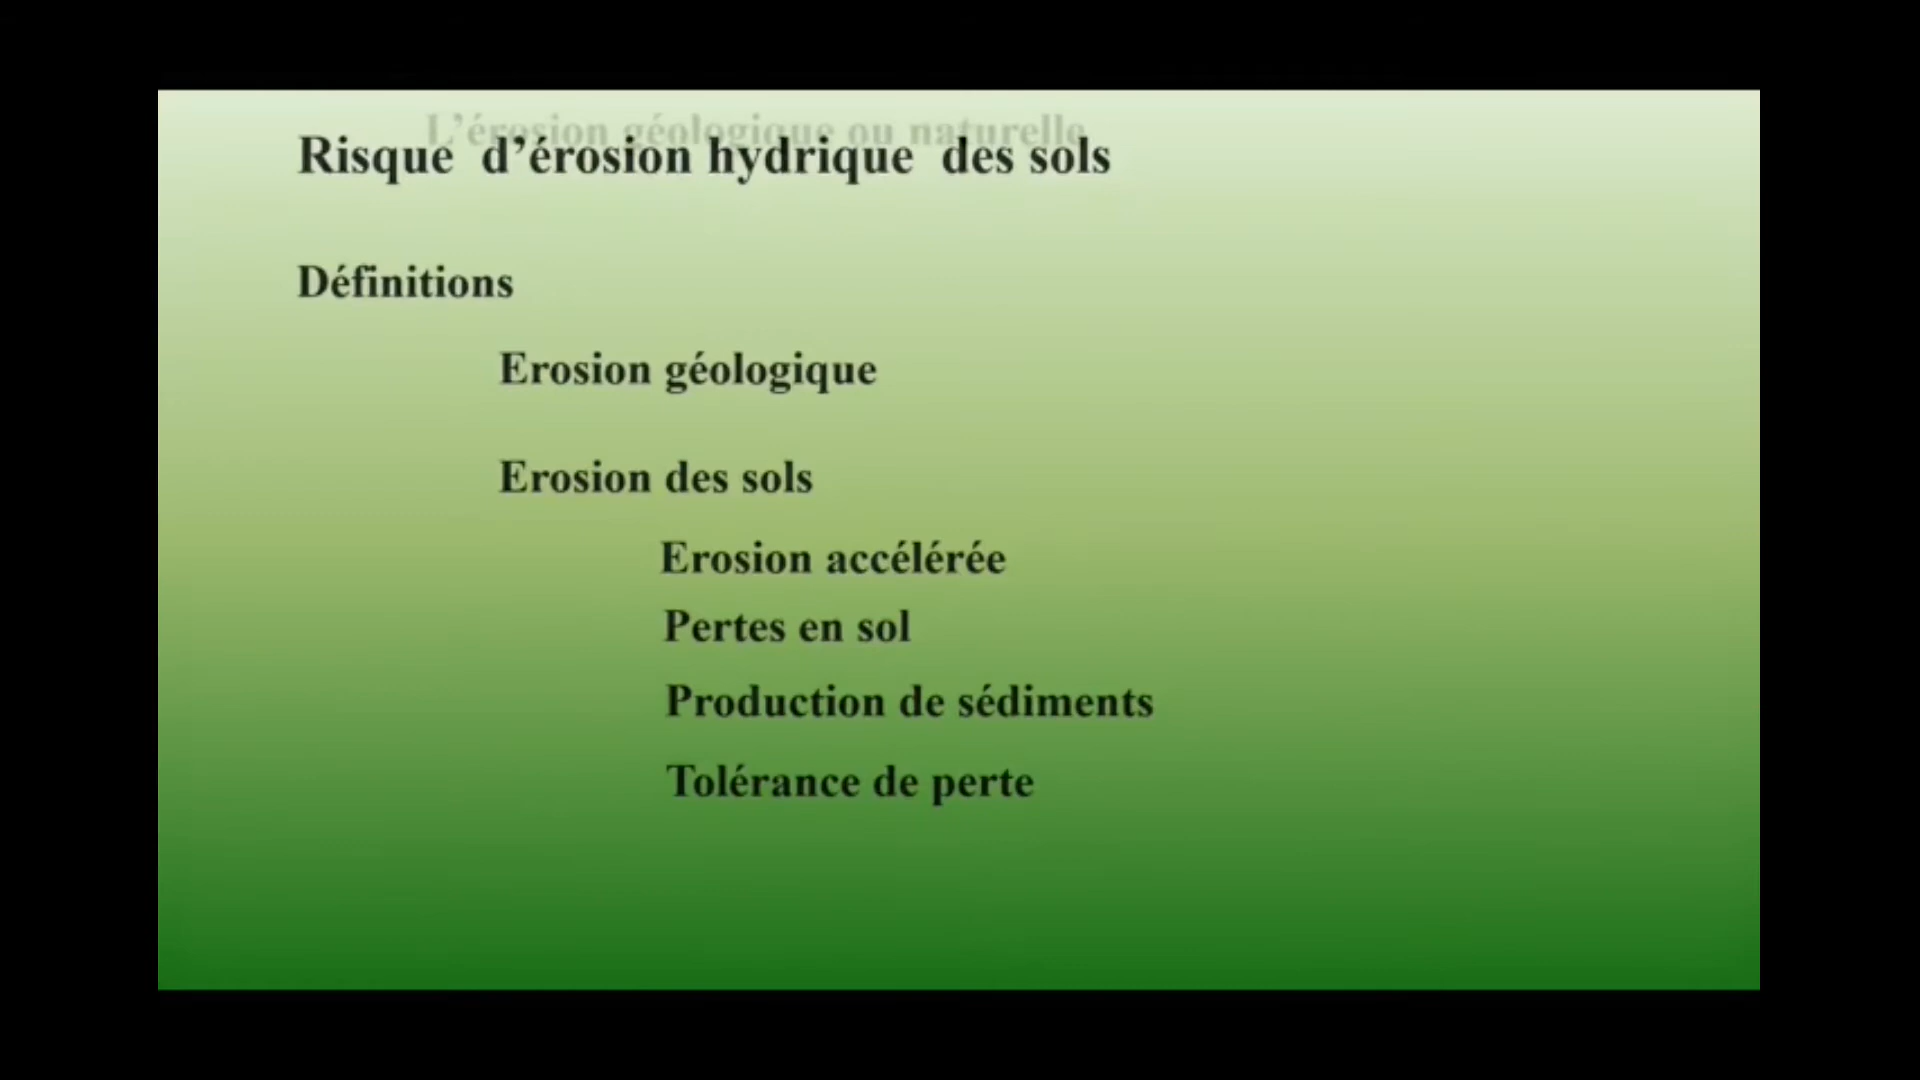 L’érosion géologique ou naturelle
Risque d’érosion hydrique des sols
Définitions
Erosion géologique
Erosion des sols
Erosion accélérée
Pertes en sol
Production de sédiments
Tolérance de perte